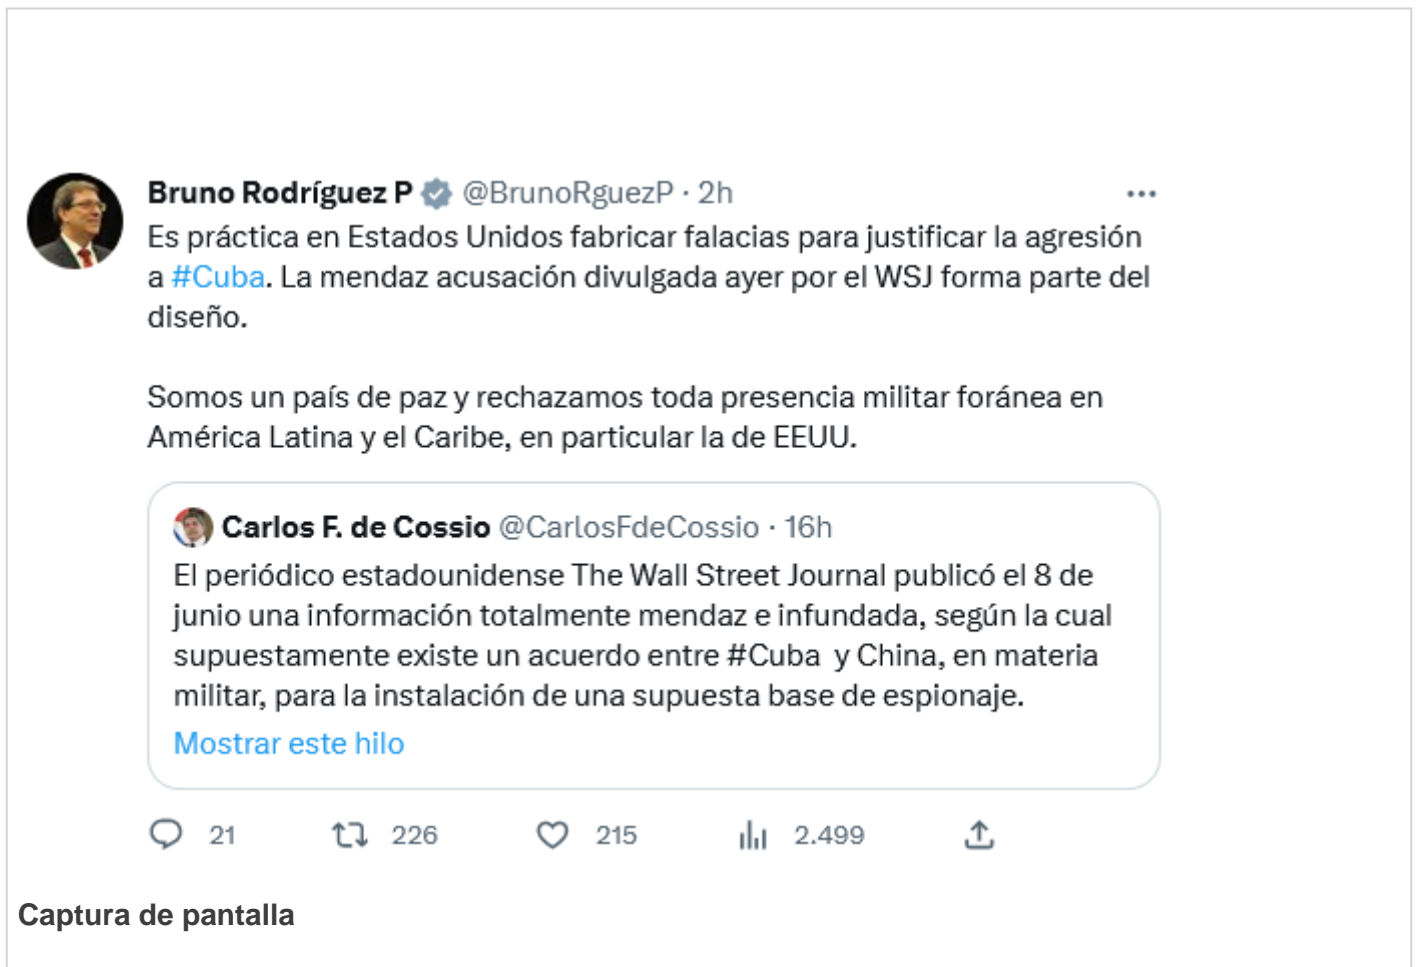 Bruno Rodríguez P @BrunoRguezP · 2h
Es práctica en Estados Unidos fabricar falacias para justificar la agresión
a #Cuba. La mendaz acusación divulgada ayer por el WSJ forma parte del
diseño.
Somos un país de paz y rechazamos toda presencia militar foránea en
América Latina y el Caribe, en particular la de EEUU.
Carlos F. de Cossio @CarlosFdeCossio · 16h
El periódico estadounidense The Wall Street Journal publicó el 8 de
junio una información totalmente mendaz e infundada, según la cual
supuestamente existe un acuerdo entre #Cuba y China, en materia
militar, para la instalación de una supuesta base de espionaje.
Mostrar este hilo
21 226 215 2.499
Captura de pantalla